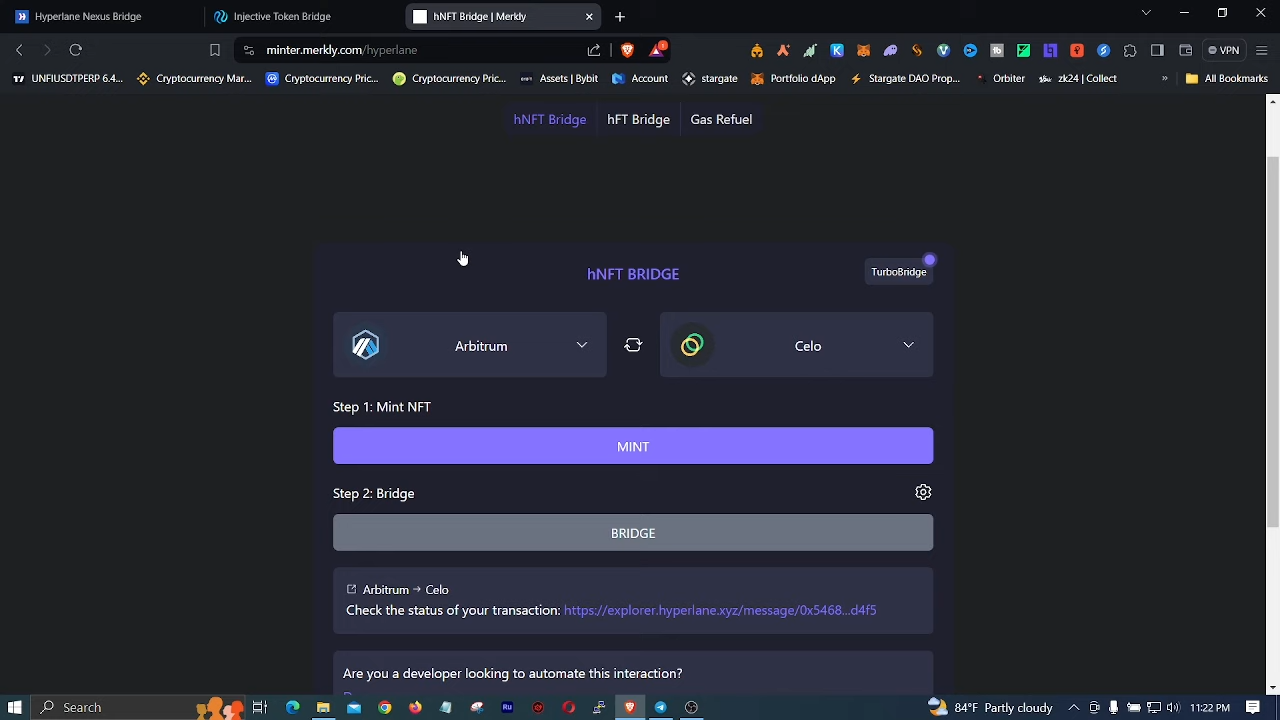 Hyperlane Nexus Bridge
Injective Token Bridge
hNFT Bridge | Merkly
minter.merkly.com/hyperlane
1
VPN
UNFIUSDTPERP 6.4...
Cryptocurrency Mar...
Cryptocurrency Pric...
Cryptocurrency Pric...
Assets | Bybit
Account
stargate
Portfolio dApp
Stargate DAO Prop...
Orbiter
zk24 | Collect
»
All Bookmarks
hNFT Bridge
hFT Bridge
Gas Refuel
hNFT BRIDGE
TurboBridge
Arbitrum
Celo
Step 1: Mint NFT
MINT
Step 2: Bridge
BRIDGE
Arbitrum → Celo
Check the status of your transaction: https://explorer.hyperlane.xyz/message/0x5468...d4f5
Are you a developer looking to automate this interaction?
Search
84°F Partly cloudy
11:22 PM